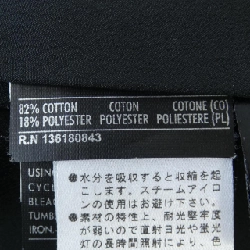 82% COTTON COTON COTONE (CO)
18% POLYESTER POLYESTER POLIESTERE (PL)
R.N 136180843
USING
CYCL
BLEAC
TUMB
IRON.
●水分を吸収すると収縮を起
こします。スチームアイロ
ンの使用はお避け下さい。
●素材の特性上、耐光堅牢度
が弱いので直射日光や蛍光
灯の長時間照射により、色